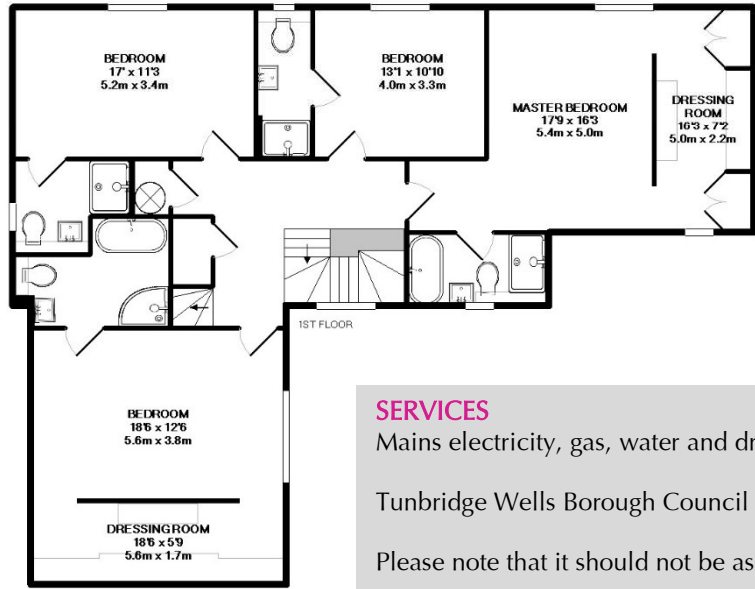 BEDROOM
17' x 11'3
5.2m x 3.4m
BEDROOM
13'1 x 10'10
4.0m x 3.3m
MASTER BEDROOM
17'9 x 16'3
5.4m x 5.0m
DRESSING
ROOM
16'3 x 7'2
5.0m x 2.2m
1ST FLOOR
BEDROOM
18'6 x 12'6
5.6m x 3.8m
DRESSING ROOM
18'6 x 5'9
5.6m x 1.7m
SERVICES
Mains electricity, gas, water and dr
Tunbridge Wells Borough Council
Please note that it should not be as